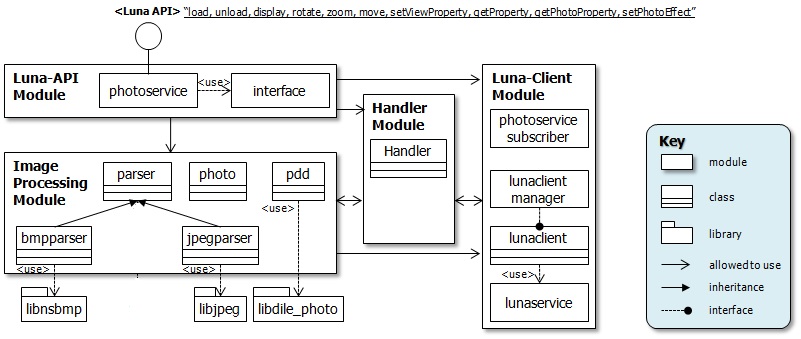 <Luna API> "load, unload, display, rotate, zoom, move, setViewProperty, getProperty, getPhotoProperty, setPhotoEffect"
Luna-API
Module
photoservice
<use>
interface
Handler
Module
Handler
Luna-Client
Module
photoservice
subscriber
lunaclient
manager
lunaclient
<use>
lunaservice
Image
Processing
Module
parser
photo
pdd
<use>
bmpparser
jpegparser
<use>
<use>
libnsbmp
libjpeg
libdile_photo
Key
module
class
library
allowed to use
inheritance
interface